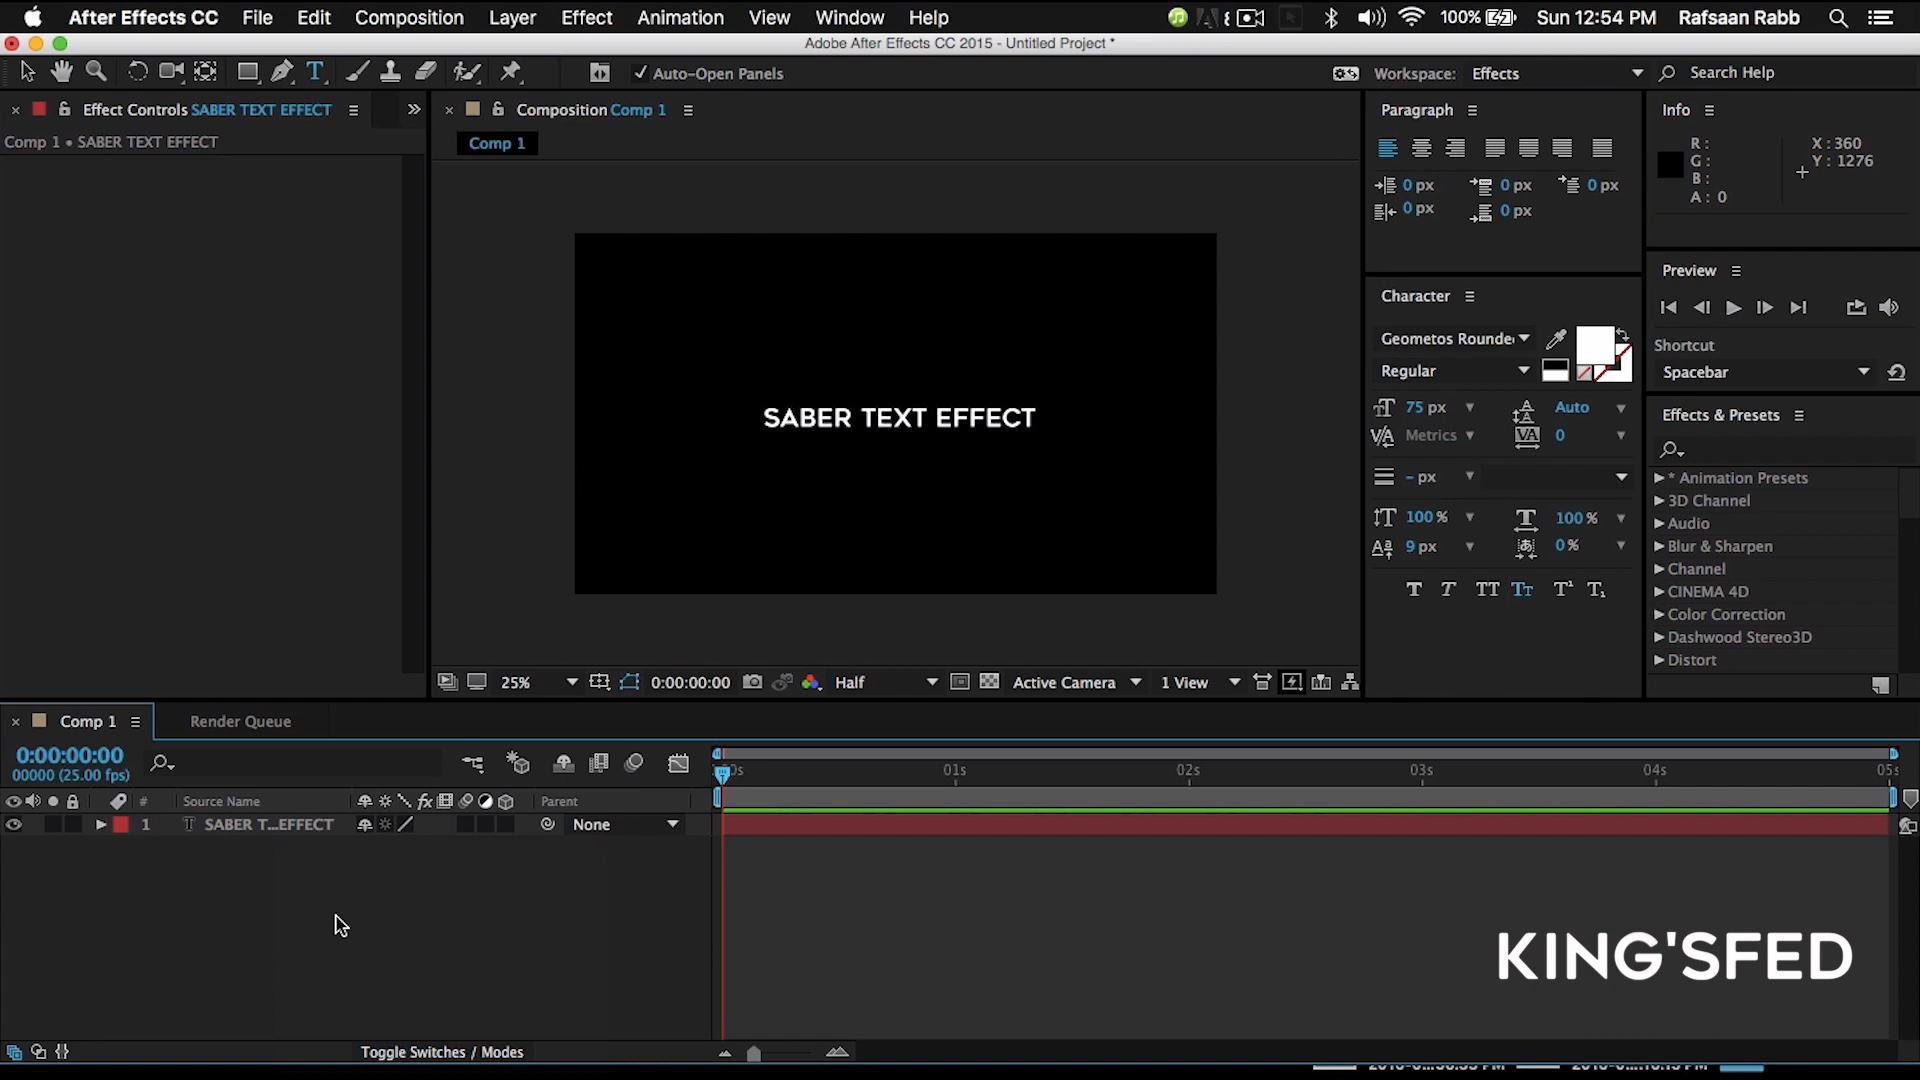 After Effects CC File Edit Composition Layer Effect Animation View Window Help 100% Sun 12:54 PM Rafsaan Rabb
Adobe After Effects CC 2015 - Untitled Project *
Auto-Open Panels Workspace: Effects Search Help
Effect Controls SABER TEXT EFFECT
Comp 1 • SABER TEXT EFFECT
Composition Comp 1
Comp 1
SABER TEXT EFFECT
25% 0:00:00:00 Half Active Camera 1 View
Paragraph
0 px 0 px 0 px
0 px 0 px
Character
Geometos Rounde
Regular
75 px Auto
Metrics 0
- px
100 % 100 %
9 px 0 %
T T TT Tt T¹ T₁
Info
R :
G :
B :
A : 0
X : 360
Y : 1276
Preview
Shortcut
Spacebar
Effects & Presets
* Animation Presets
3D Channel
Audio
Blur & Sharpen
Channel
CINEMA 4D
Color Correction
Dashwood Stereo3D
Distort
Comp 1 Render Queue
0:00:00:00
00000 (25.00 fps)
01s 02s 03s 04s
# Source Name fx Parent
1 T SABER T...EFFECT None
KING'SFED
Toggle Switches / Modes